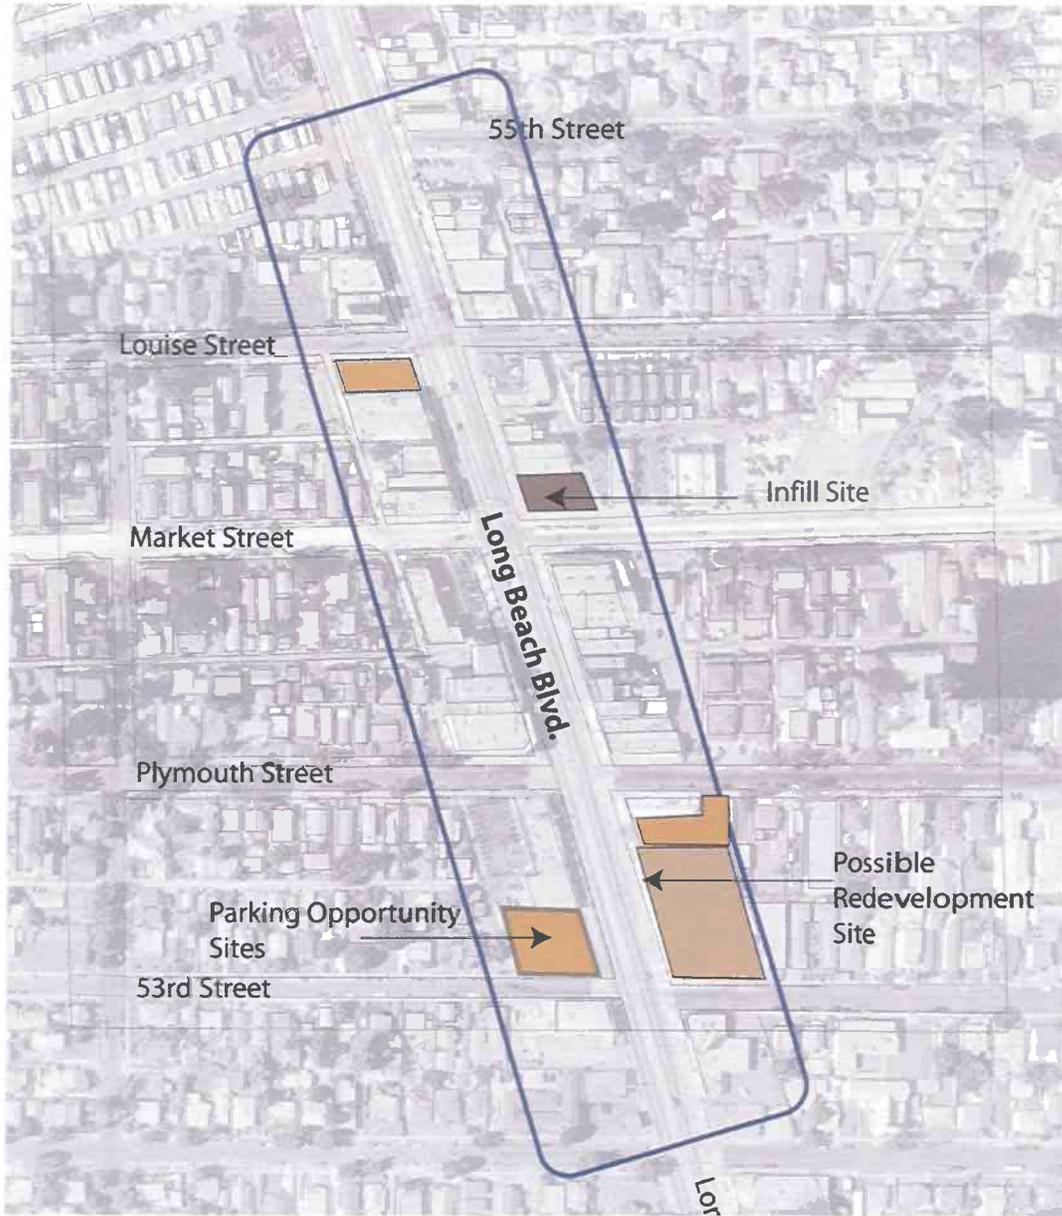 55th Street
Louise Street
Infill Site
Market Street
Long Beach Blvd.
Plymouth Street
Possible
Redevelopment
Site
Parking Opportunity
Sites
53rd Street
Lor